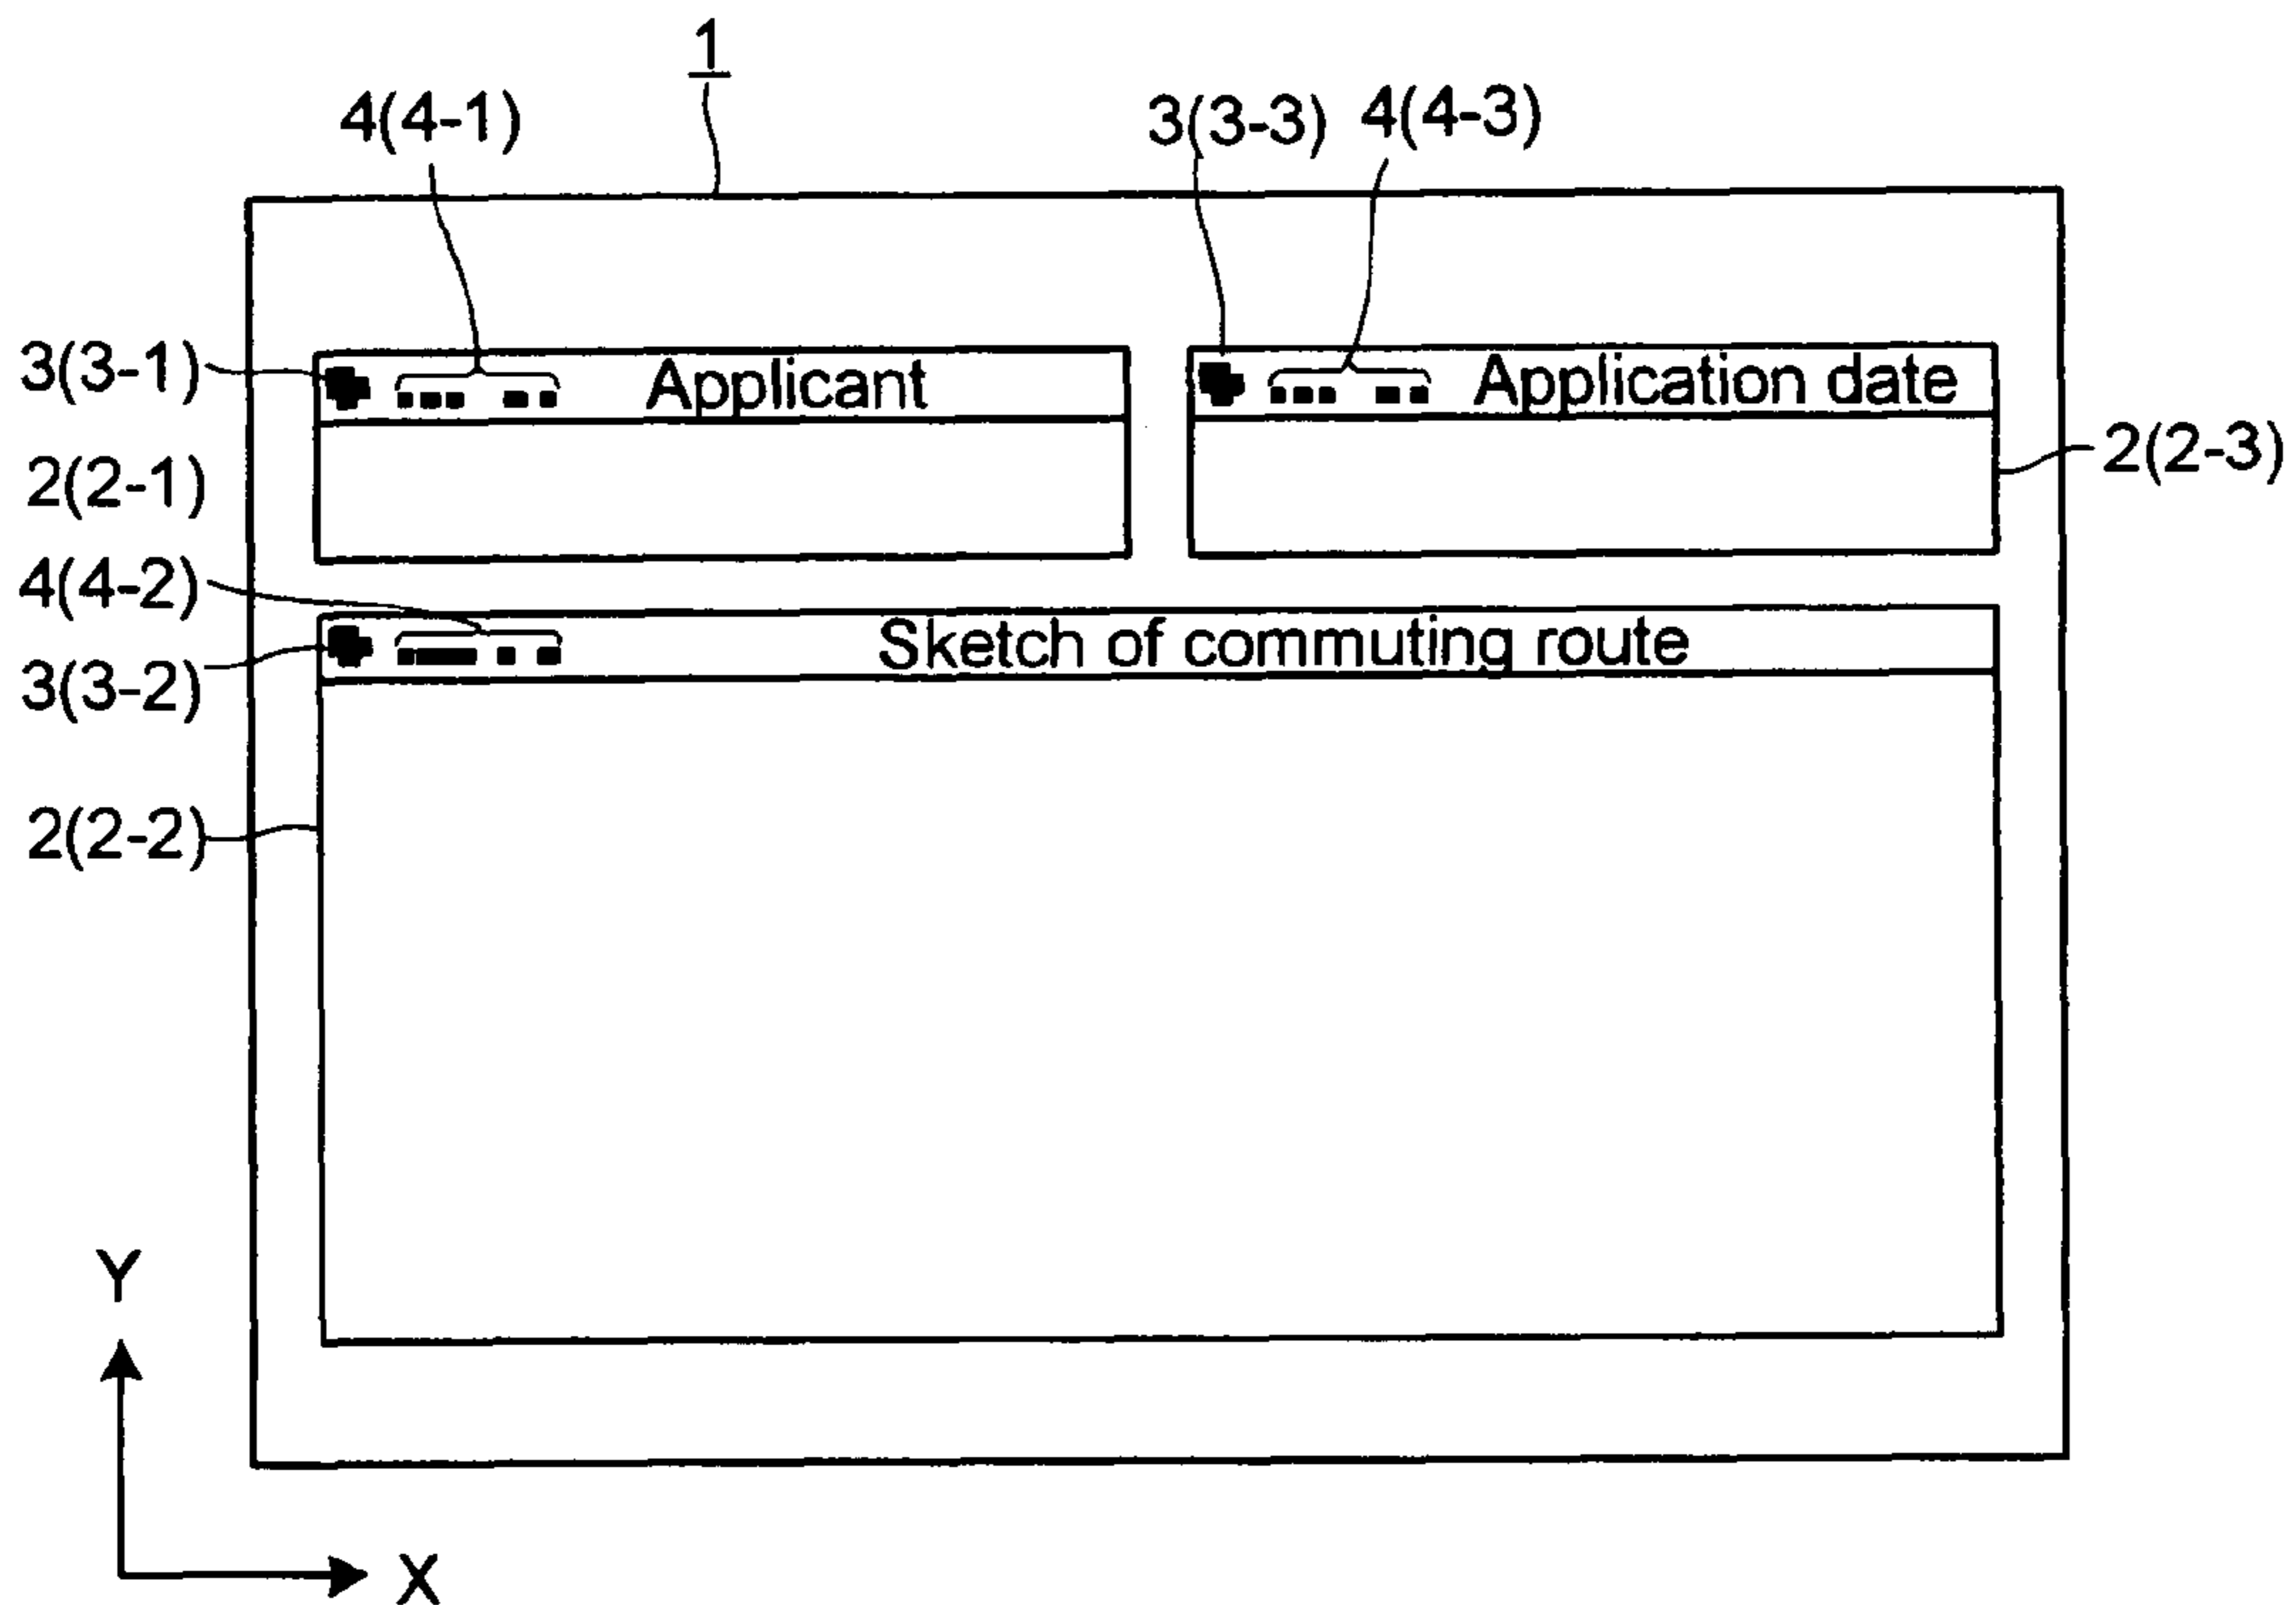 1
4(4-1)
3(3-3) 4(4-3)
3(3-1)
Applicant
Application date
2(2-1)
2(2-3)
4(4-2)
Sketch of commuting route
3(3-2)
2(2-2)
Y
X